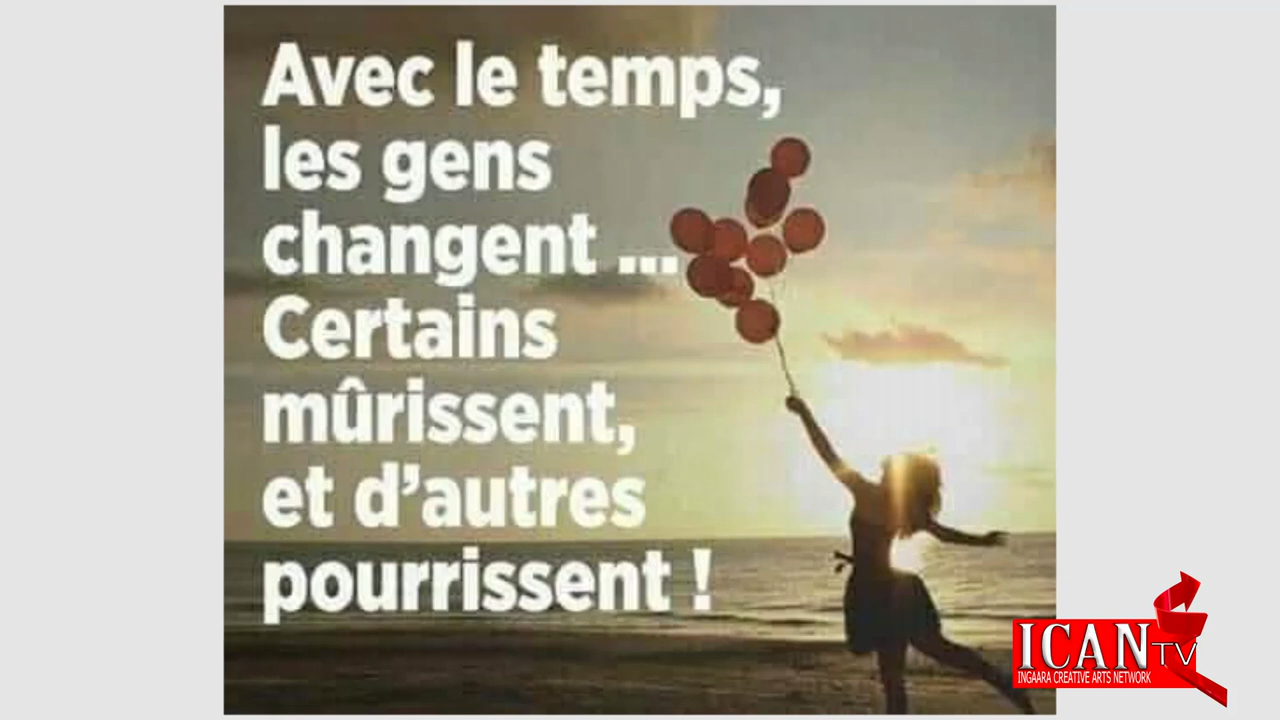 Avec le temps,
les gens
changent ...
Certains
mûrissent,
et d’autres
pourrissent !
ICAN TV
INGAARA CREATIVE ARTS NETWORK